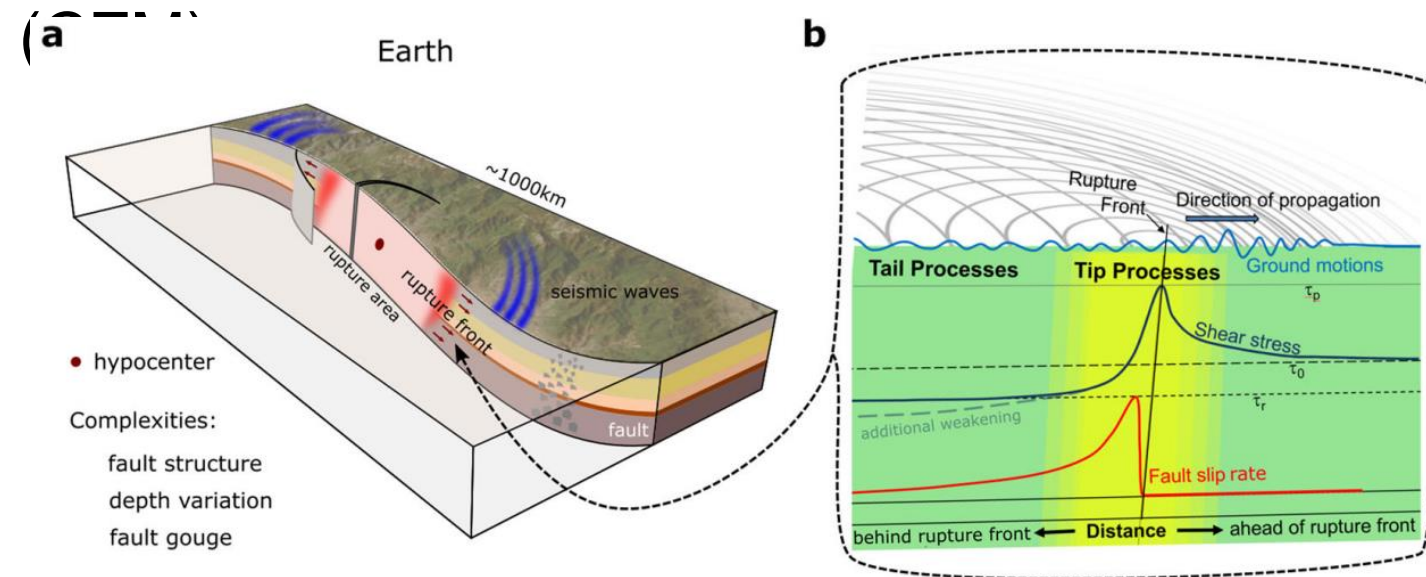 a
Earth
~1000km
rupture area
rupture front
seismic waves
fault
hypocenter
Complexities:
fault structure
depth variation
fault gouge
b
Rupture
Front
Direction of propagation
Tail Processes
Tip Processes
Ground motions
τp
Shear stress
τ0
τr
additional weakening
Fault slip rate
behind rupture front
Distance
ahead of rupture front